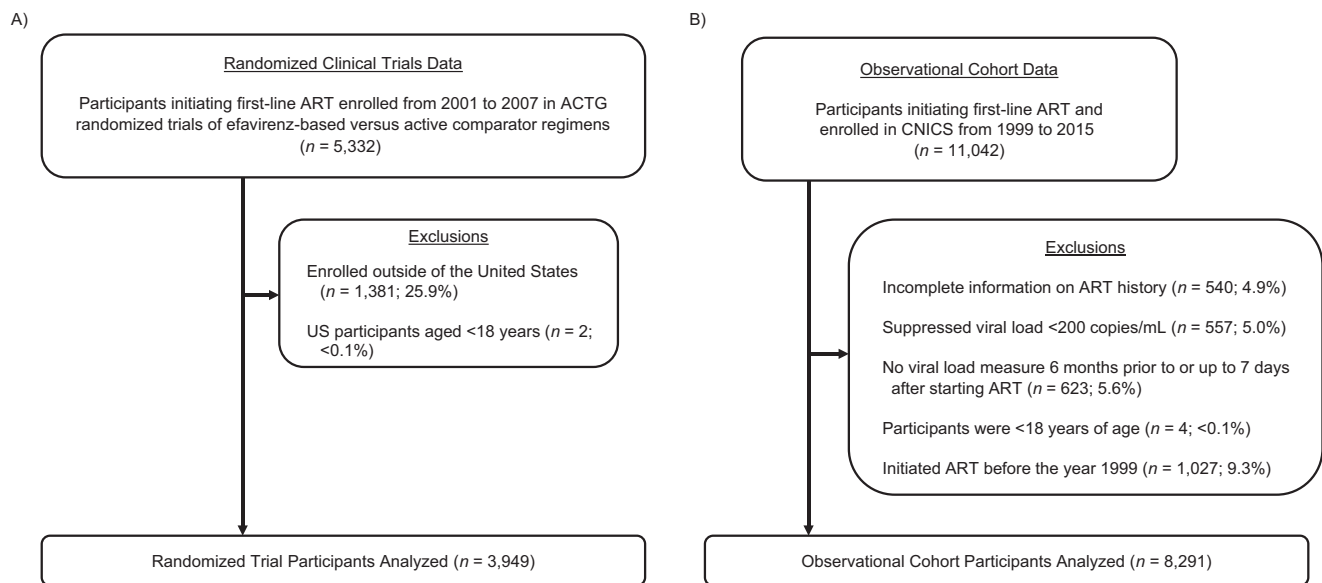 A)
Randomized Clinical Trials Data
Participants initiating first-line ART enrolled from 2001 to 2007 in ACTG
randomized trials of efavirenz-based versus active comparator regimens
(n = 5,332)
Exclusions
Enrolled outside of the United States
(n = 1,381; 25.9%)
US participants aged <18 years (n = 2;
<0.1%)
Randomized Trial Participants Analyzed (n = 3,949)
B)
Observational Cohort Data
Participants initiating first-line ART and
enrolled in CNICS from 1999 to 2015
(n = 11,042)
Exclusions
Incomplete information on ART history (n = 540; 4.9%)
Suppressed viral load <200 copies/mL (n = 557; 5.0%)
No viral load measure 6 months prior to or up to 7 days
after starting ART (n = 623; 5.6%)
Participants were <18 years of age (n = 4; <0.1%)
Initiated ART before the year 1999 (n = 1,027; 9.3%)
Observational Cohort Participants Analyzed (n = 8,291)